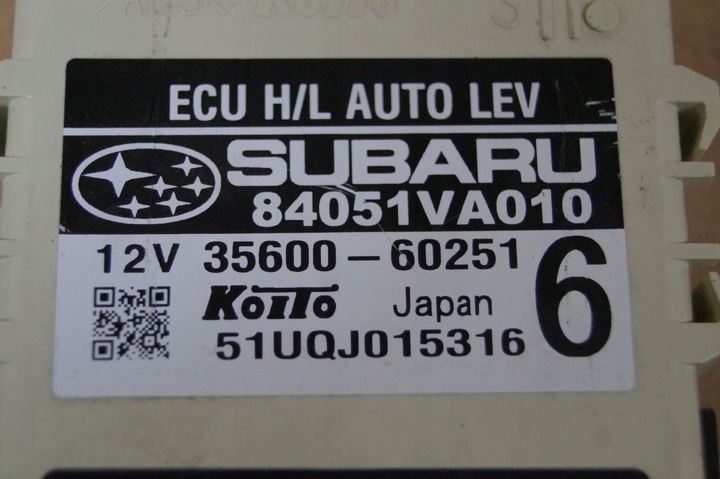 ECU H/L AUTO LEV
SUBARU
84051VA010
12V 35600-60251
6
KOITO Japan
51UQJ015316